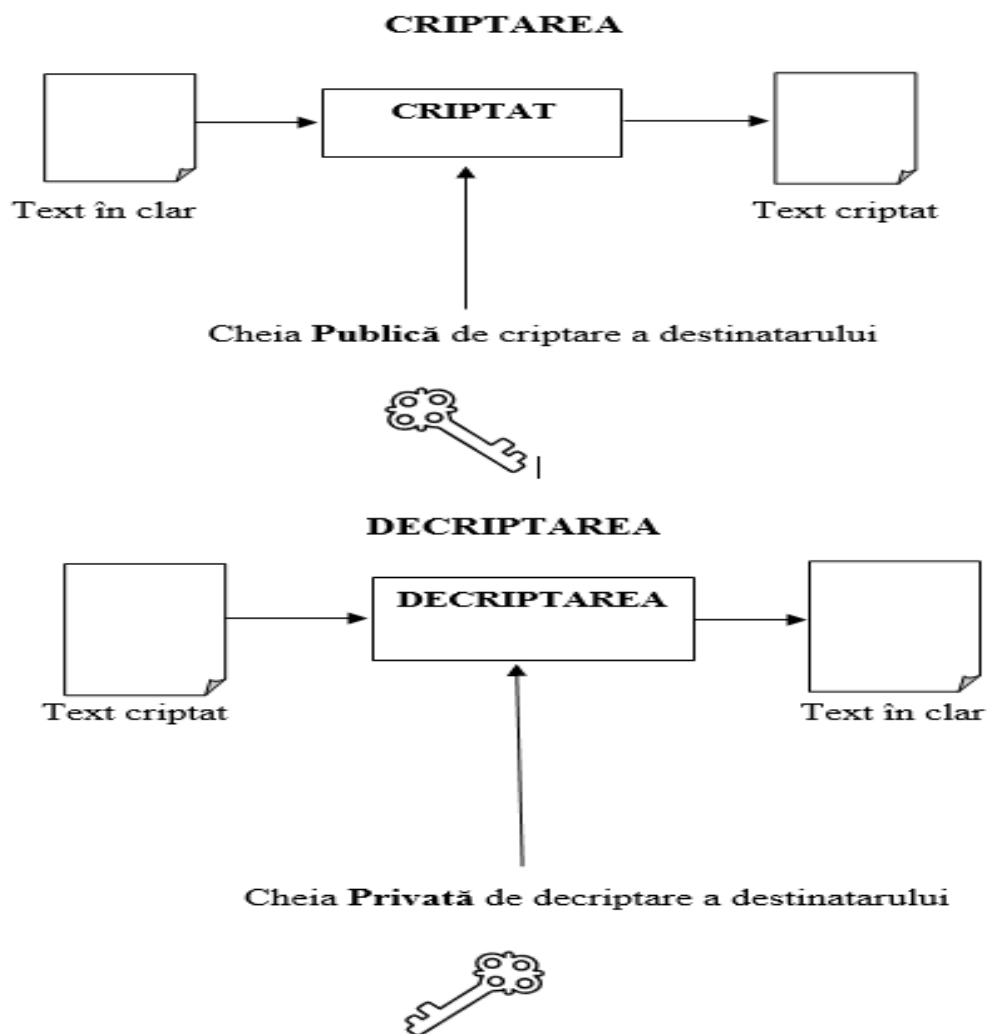 CRIPTAREA
CRIPTAT
Text în clar
Text criptat
Cheia Publică de criptare a destinatarului
DECRIPTAREA
DECRIPTAREA
Text criptat
Text în clar
Cheia Privată de decriptare a destinatarului